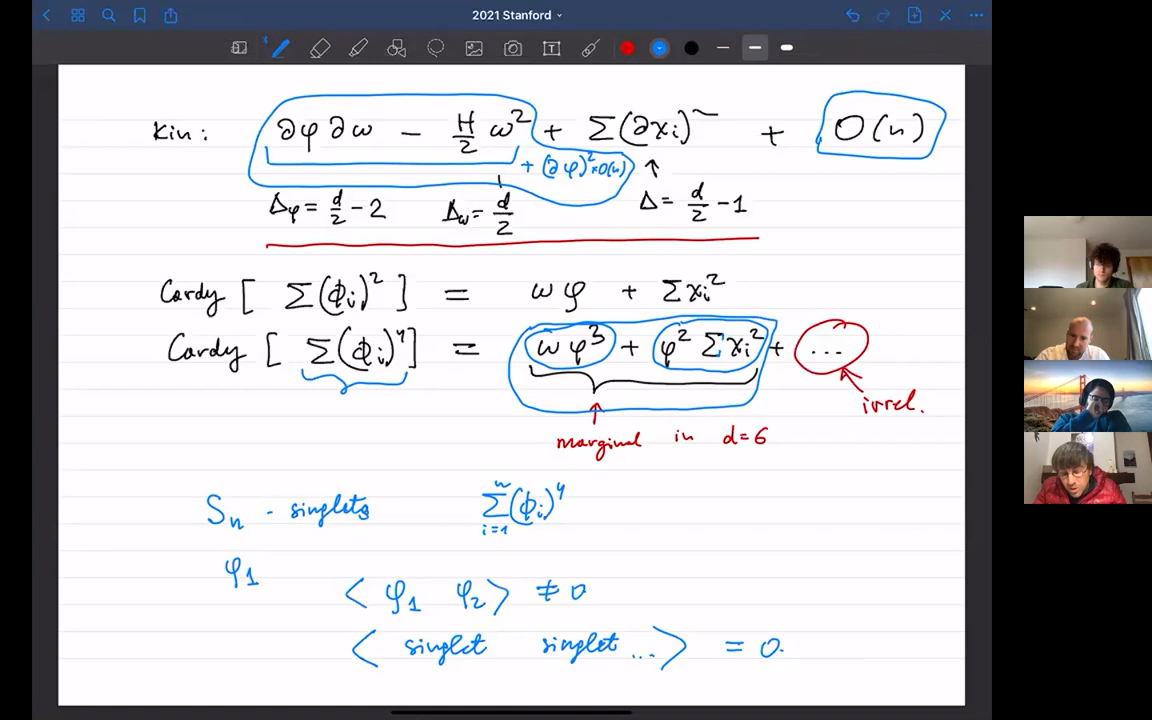 2021 Stanford
Kin: ∂φ ∂ω − H/2 ω² + Σ(∂χi)² + O(n)
+ (∂φ)²×O(n)
Δφ = d/2 − 2 Δω = d/2 Δ = d/2 − 1
Cardy [ Σ(ϕi)² ] = ωφ + Σχi²
Cardy [ Σ(ϕi)⁴ ] = ωφ³ + φ² Σχi² + ...
irrel.
marginal in d=6
Sn - singlets Σ i=1 n (ϕi)⁴
φ1 ⟨ φ1 φ2 ⟩ ≠ 0
⟨ singlet singlet ... ⟩ = 0.